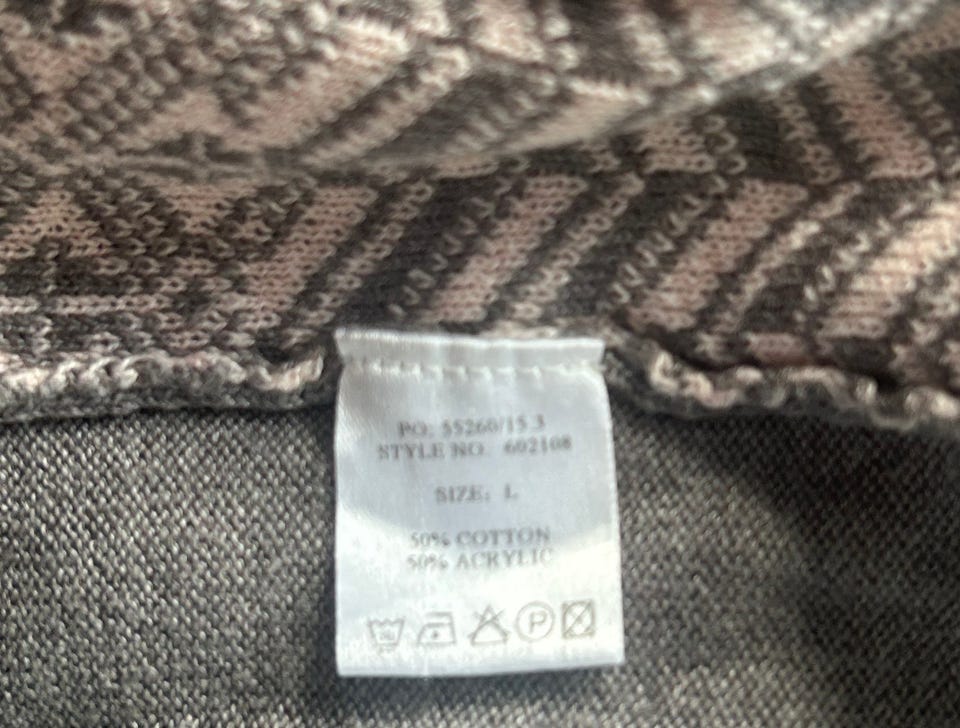 PO: 55260/15.3
STYLE NO. 602108
SIZE: L
50% COTTON
50% ACRYLIC
P